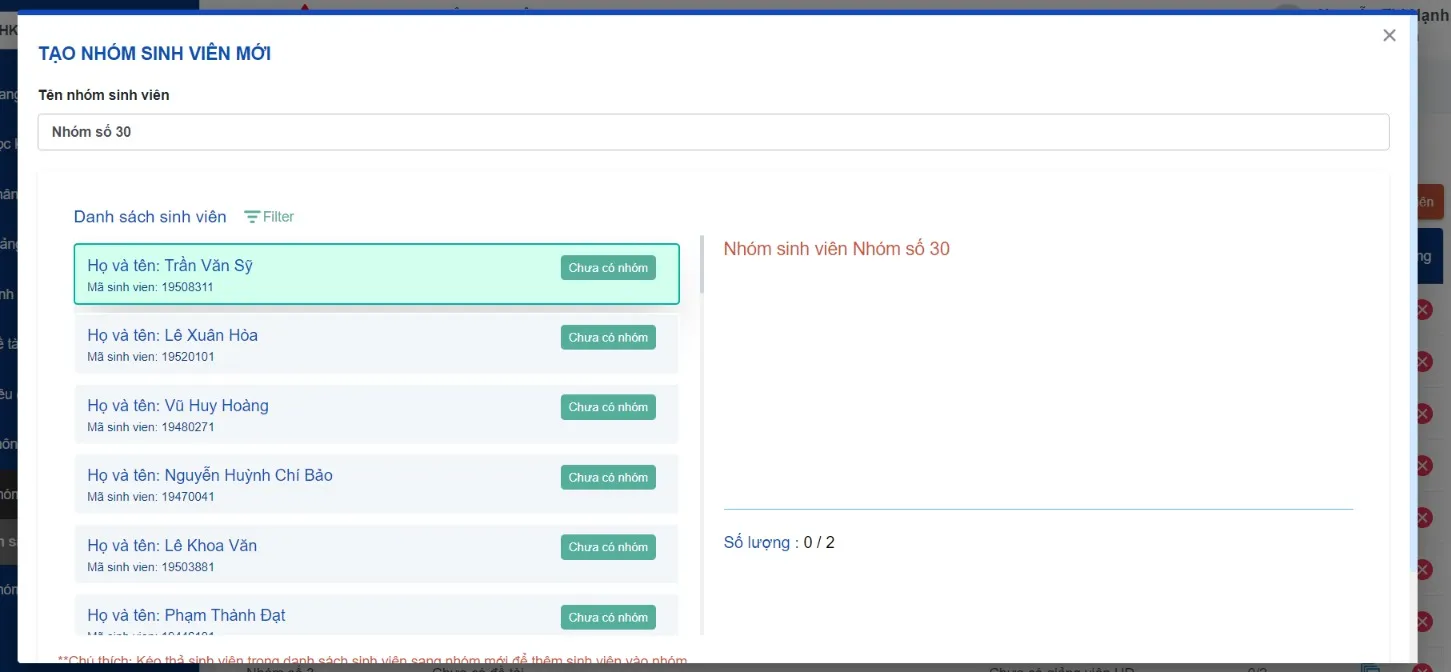 TẠO NHÓM SINH VIÊN MỚI
Tên nhóm sinh viên
Nhóm số 30
Danh sách sinh viên Filter
Họ và tên: Trần Văn Sỹ
Chưa có nhóm
Mã sinh vien: 19508311
Họ và tên: Lê Xuân Hòa
Chưa có nhóm
Mã sinh vien: 19520101
Họ và tên: Vũ Huy Hoàng
Chưa có nhóm
Mã sinh vien: 19480271
Họ và tên: Nguyễn Huỳnh Chí Bảo
Chưa có nhóm
Mã sinh vien: 19470041
Họ và tên: Lê Khoa Văn
Chưa có nhóm
Mã sinh vien: 19503881
Họ và tên: Phạm Thành Đạt
Chưa có nhóm
Nhóm sinh viên Nhóm số 30
Số lượng : 0 / 2
**Chú thích: Kéo thả sinh viên trong danh sách sinh viên sang nhóm mới để thêm sinh viên vào nhóm